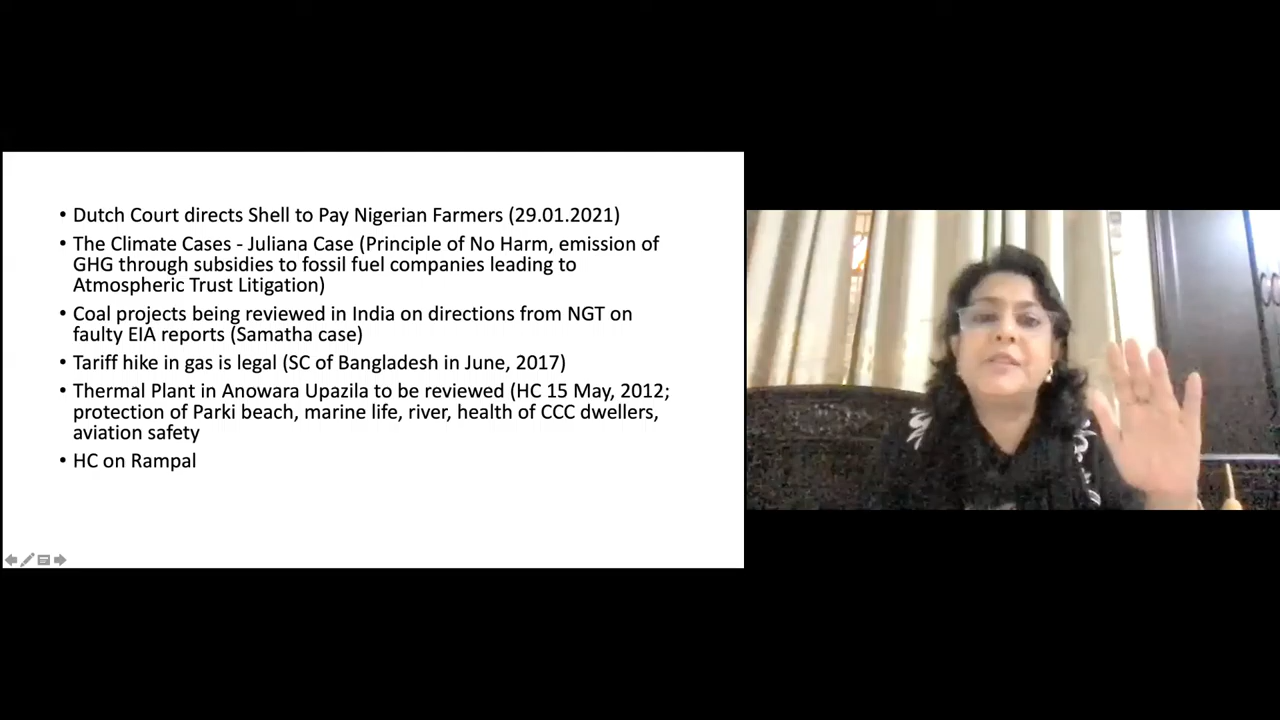 • Dutch Court directs Shell to Pay Nigerian Farmers (29.01.2021)
• The Climate Cases - Juliana Case (Principle of No Harm, emission of
GHG through subsidies to fossil fuel companies leading to
Atmospheric Trust Litigation)
• Coal projects being reviewed in India on directions from NGT on
faulty EIA reports (Samatha case)
• Tariff hike in gas is legal (SC of Bangladesh in June, 2017)
• Thermal Plant in Anowara Upazila to be reviewed (HC 15 May, 2012;
protection of Parki beach, marine life, river, health of CCC dwellers,
aviation safety
• HC on Rampal